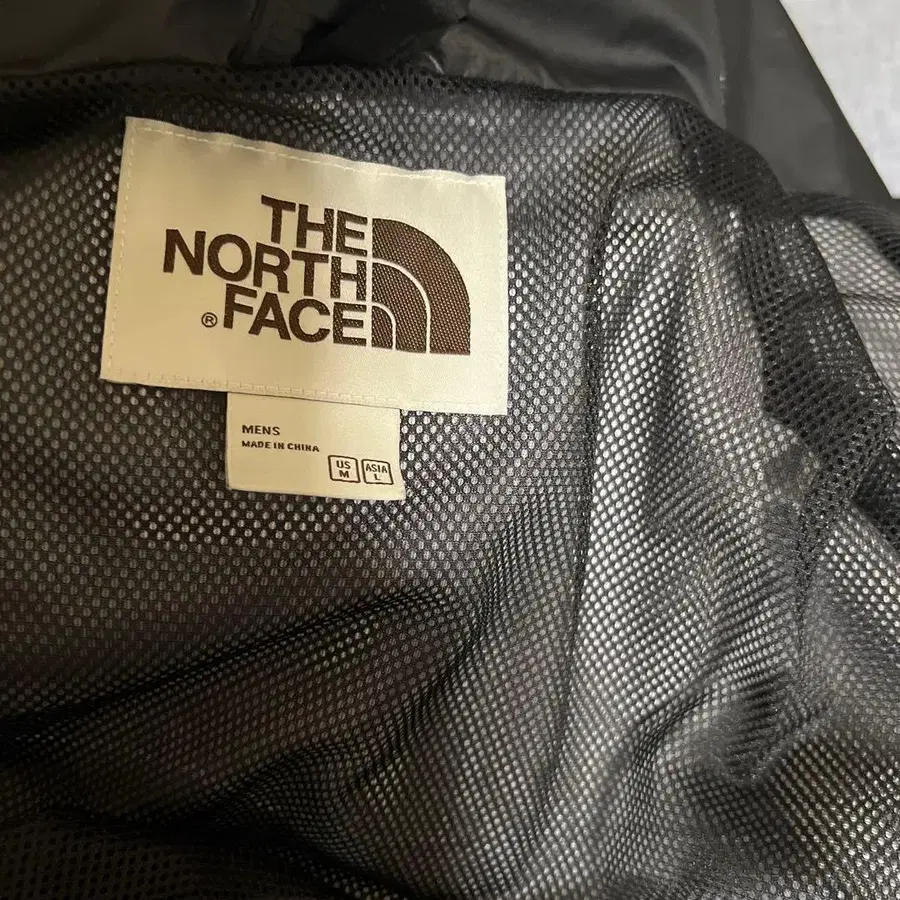 THE
NORTH
® FACE
MENS
MADE IN CHINA
US ASIA
M L